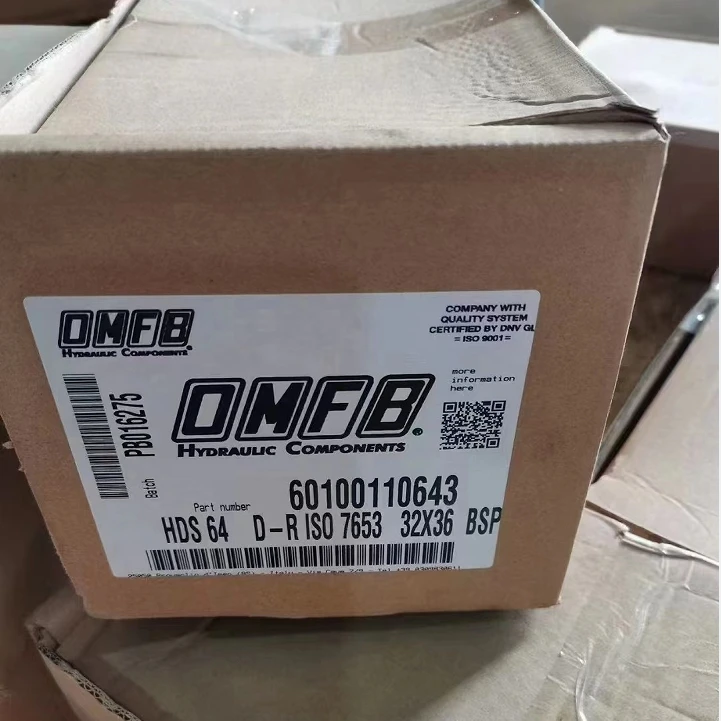 OMFB
HYDRAULIC COMPONENTS®
COMPANY WITH
QUALITY SYSTEM
CERTIFIED BY DNV GL
= ISO 9001 =
more
information
here
OMFB®
HYDRAULIC COMPONENTS
Batch PB016275
Part number 60100110643
HDS 64 D-R ISO 7653 32X36 BSP